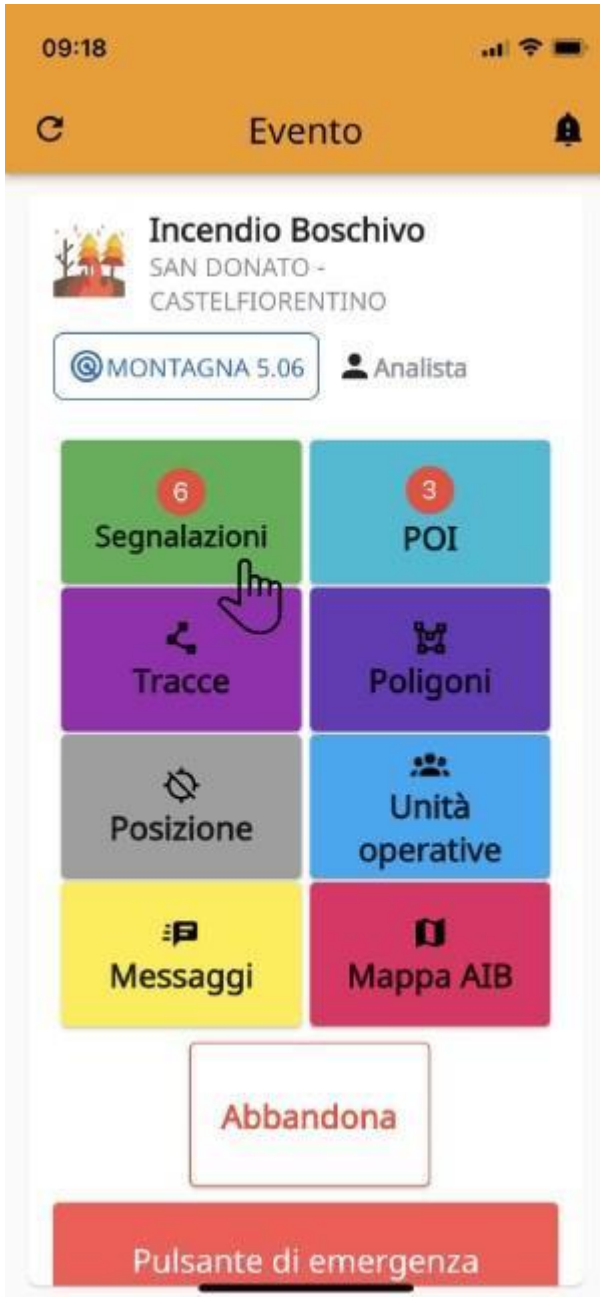 09:18
Evento
Incendio Boschivo
SAN DONATO -
CASTELFIORENTINO
MONTAGNA 5.06
Analista
6
Segnalazioni
3
POI
Tracce
Poligoni
Posizione
Unità
operative
Messaggi
Mappa AIB
Abbandona
Pulsante di emergenza